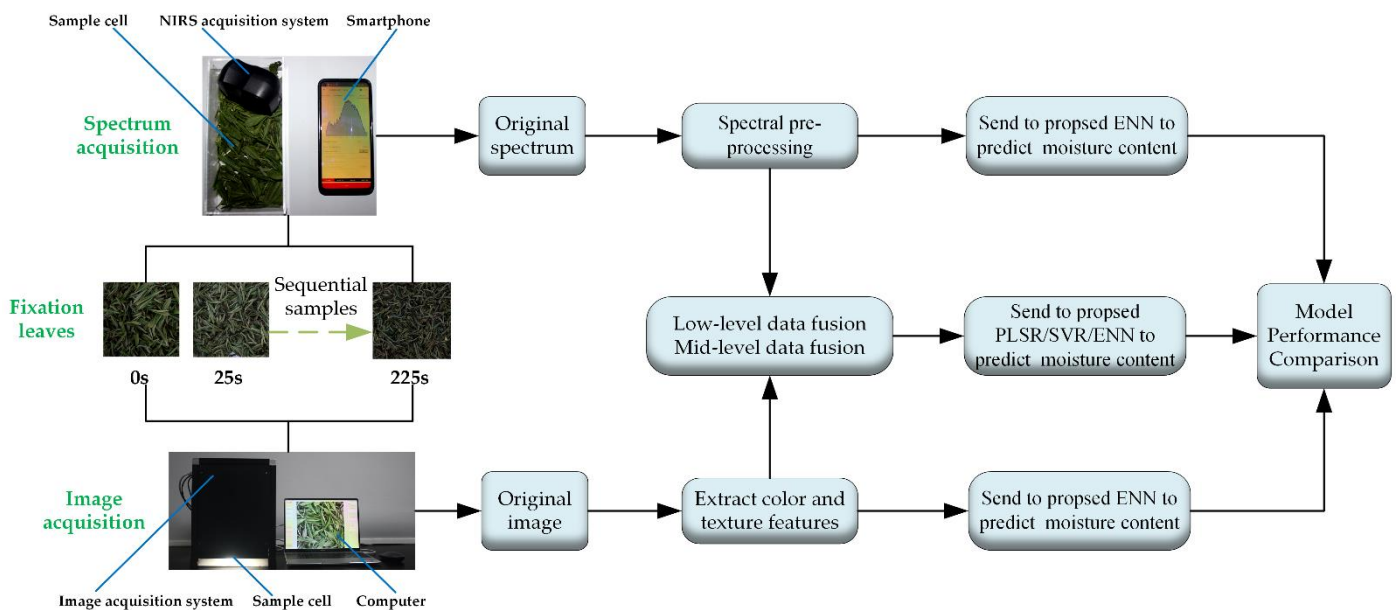 Sample cell
NIRS acquisition system
Smartphone
Spectrum
acquisition
Original
spectrum
Spectral pre-
processing
Send to propsed ENN to
predict moisture content
Fixation
leaves
Sequential
samples
0s
25s
225s
Low-level data fusion
Mid-level data fusion
Send to propsed
PLSR/SVR/ENN to
predict moisture content
Model
Performance
Comparison
Image
acquisition
Original
image
Extract color and
texture features
Send to propsed ENN to
predict moisture content
Image acquisition system
Sample cell
Computer